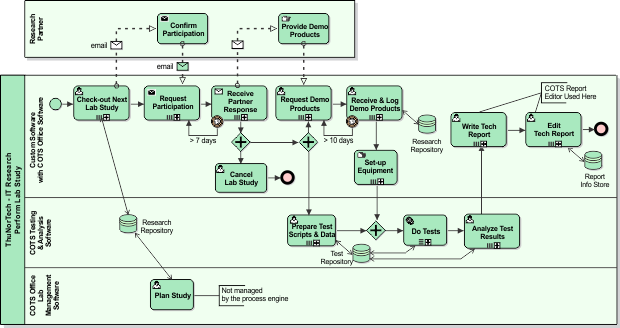 Research
Partner
Confirm
Participation
Provide Demo
Products
email
email
ThuNorTech - IT Research
Perform Lab Study
Custom Software
with COTS Office Software
Check-out Next
Lab Study
Request
Participation
Receive
Partner
Response
Request Demo
Products
Receive & Log
Demo Products
> 7 days
> 10 days
Research
Repository
COTS Report
Editor Used Here
Write Tech
Report
Edit
Tech Report
Report
Info Store
Cancel
Lab Study
Set-up
Equipment
COTS Testing
& Analysis
Software
Research
Repository
Prepare Test
Scripts & Data
Test
Repository
Do Tests
Analyze Test
Results
COTS Office
Lab
Management
Software
Plan Study
Not managed
by the process engine